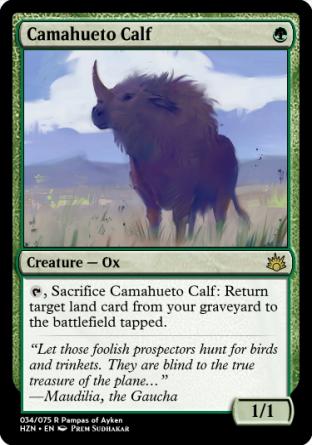 Camahueto Calf
Creature — Ox
, Sacrifice Camahueto Calf: Return
target land card from your graveyard to
the battlefield tapped.
“Let those foolish prospectors hunt for birds
and trinkets. They are blind to the true
treasure of the plane…”
—Maudilia, the Gaucha
1/1
034/075 R Pampas of Ayken
HZN • EN Prem Sudhakar